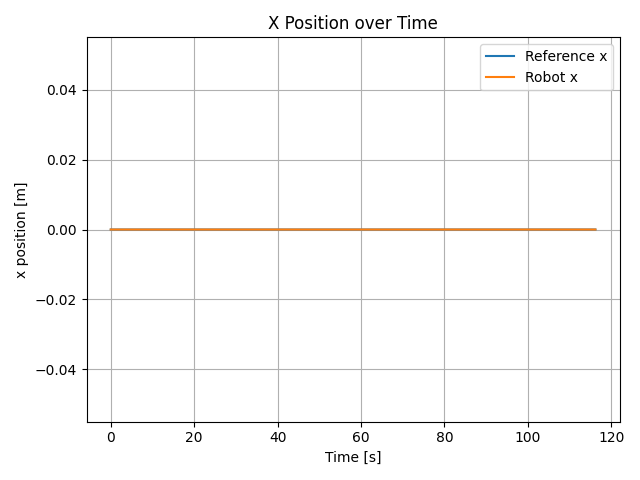 X Position over Time
Reference x
Robot x
0.04
0.02
0.00
−0.02
−0.04
x position [m]
0 20 40 60 80 100 120
Time [s]